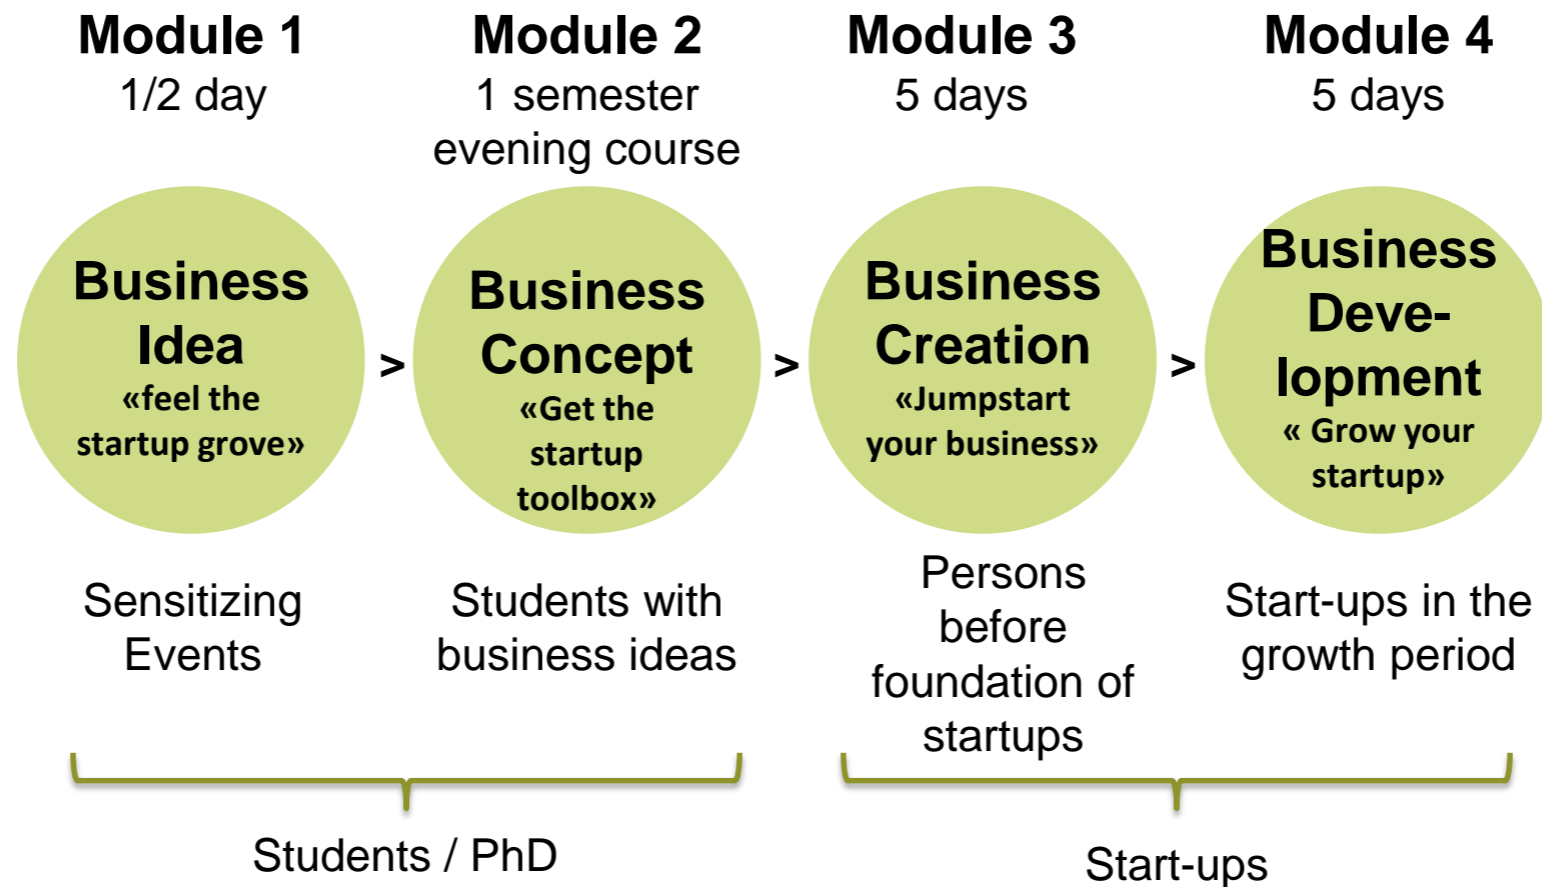 Module 1
1/2 day
Module 2
1 semester
evening course
Module 3
5 days
Module 4
5 days
Business
Idea
«feel the
startup grove»
>
Business
Concept
«Get the
startup
toolbox»
>
Business
Creation
«Jumpstart
your business»
>
Business
Deve-
lopment
« Grow your
startup»
Sensitizing
Events
Students with
business ideas
Persons
before
foundation of
startups
Start-ups in the
growth period
Students / PhD
Start-ups